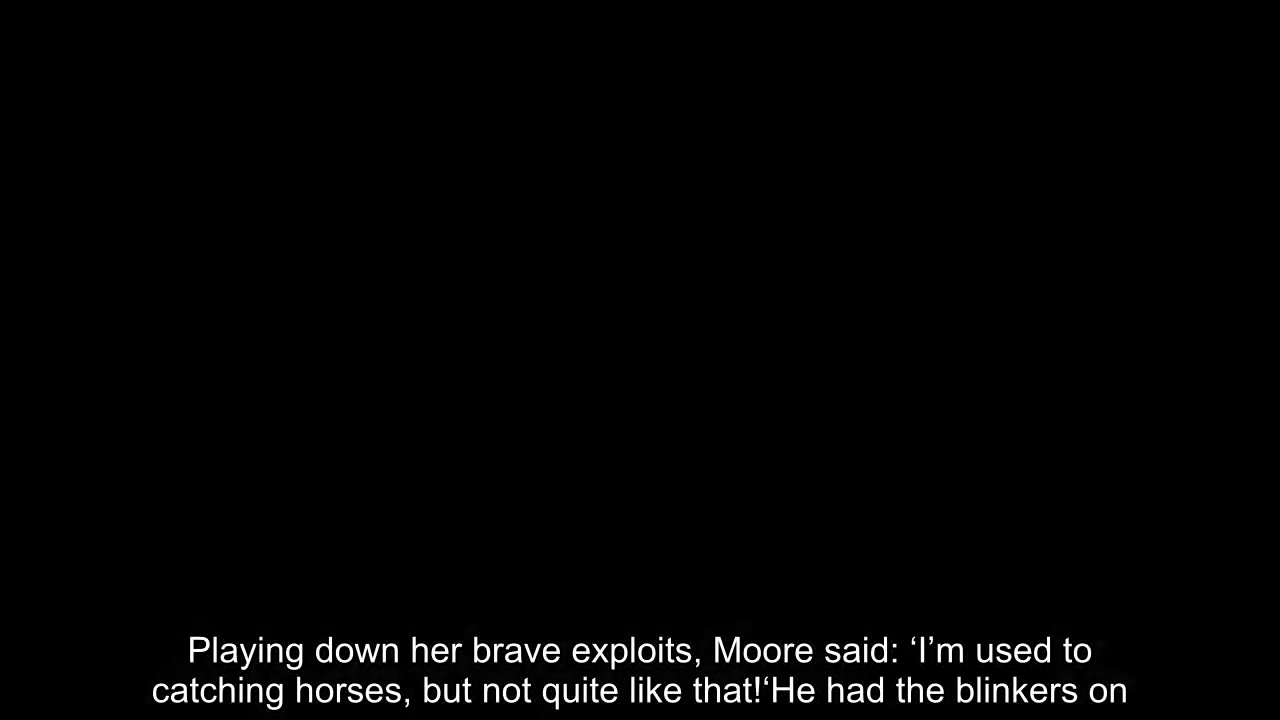 Playing down her brave exploits, Moore said: ‘I’m used to
catching horses, but not quite like that!‘He had the blinkers on